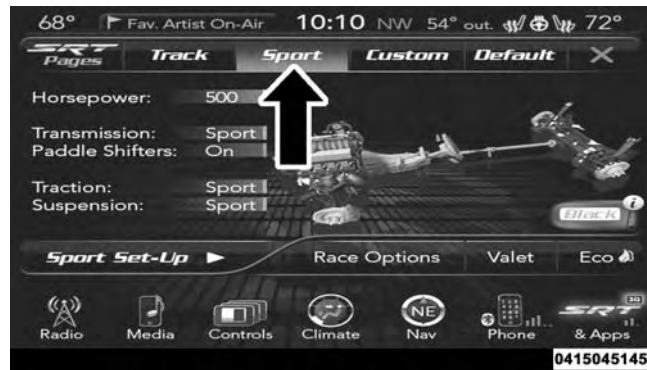 68° Fav. Artist On-Air 10:10 NW 54° out. 72°
SRT Pages Track Sport Custom Default X
Horsepower: 500
Transmission: Sport
Paddle Shifters: On
Traction: Sport
Suspension: Sport
Black i
Sport Set-Up Race Options Valet Eco
NE 3G SRT
Radio Media Controls Climate Nav Phone & Apps
0415045145